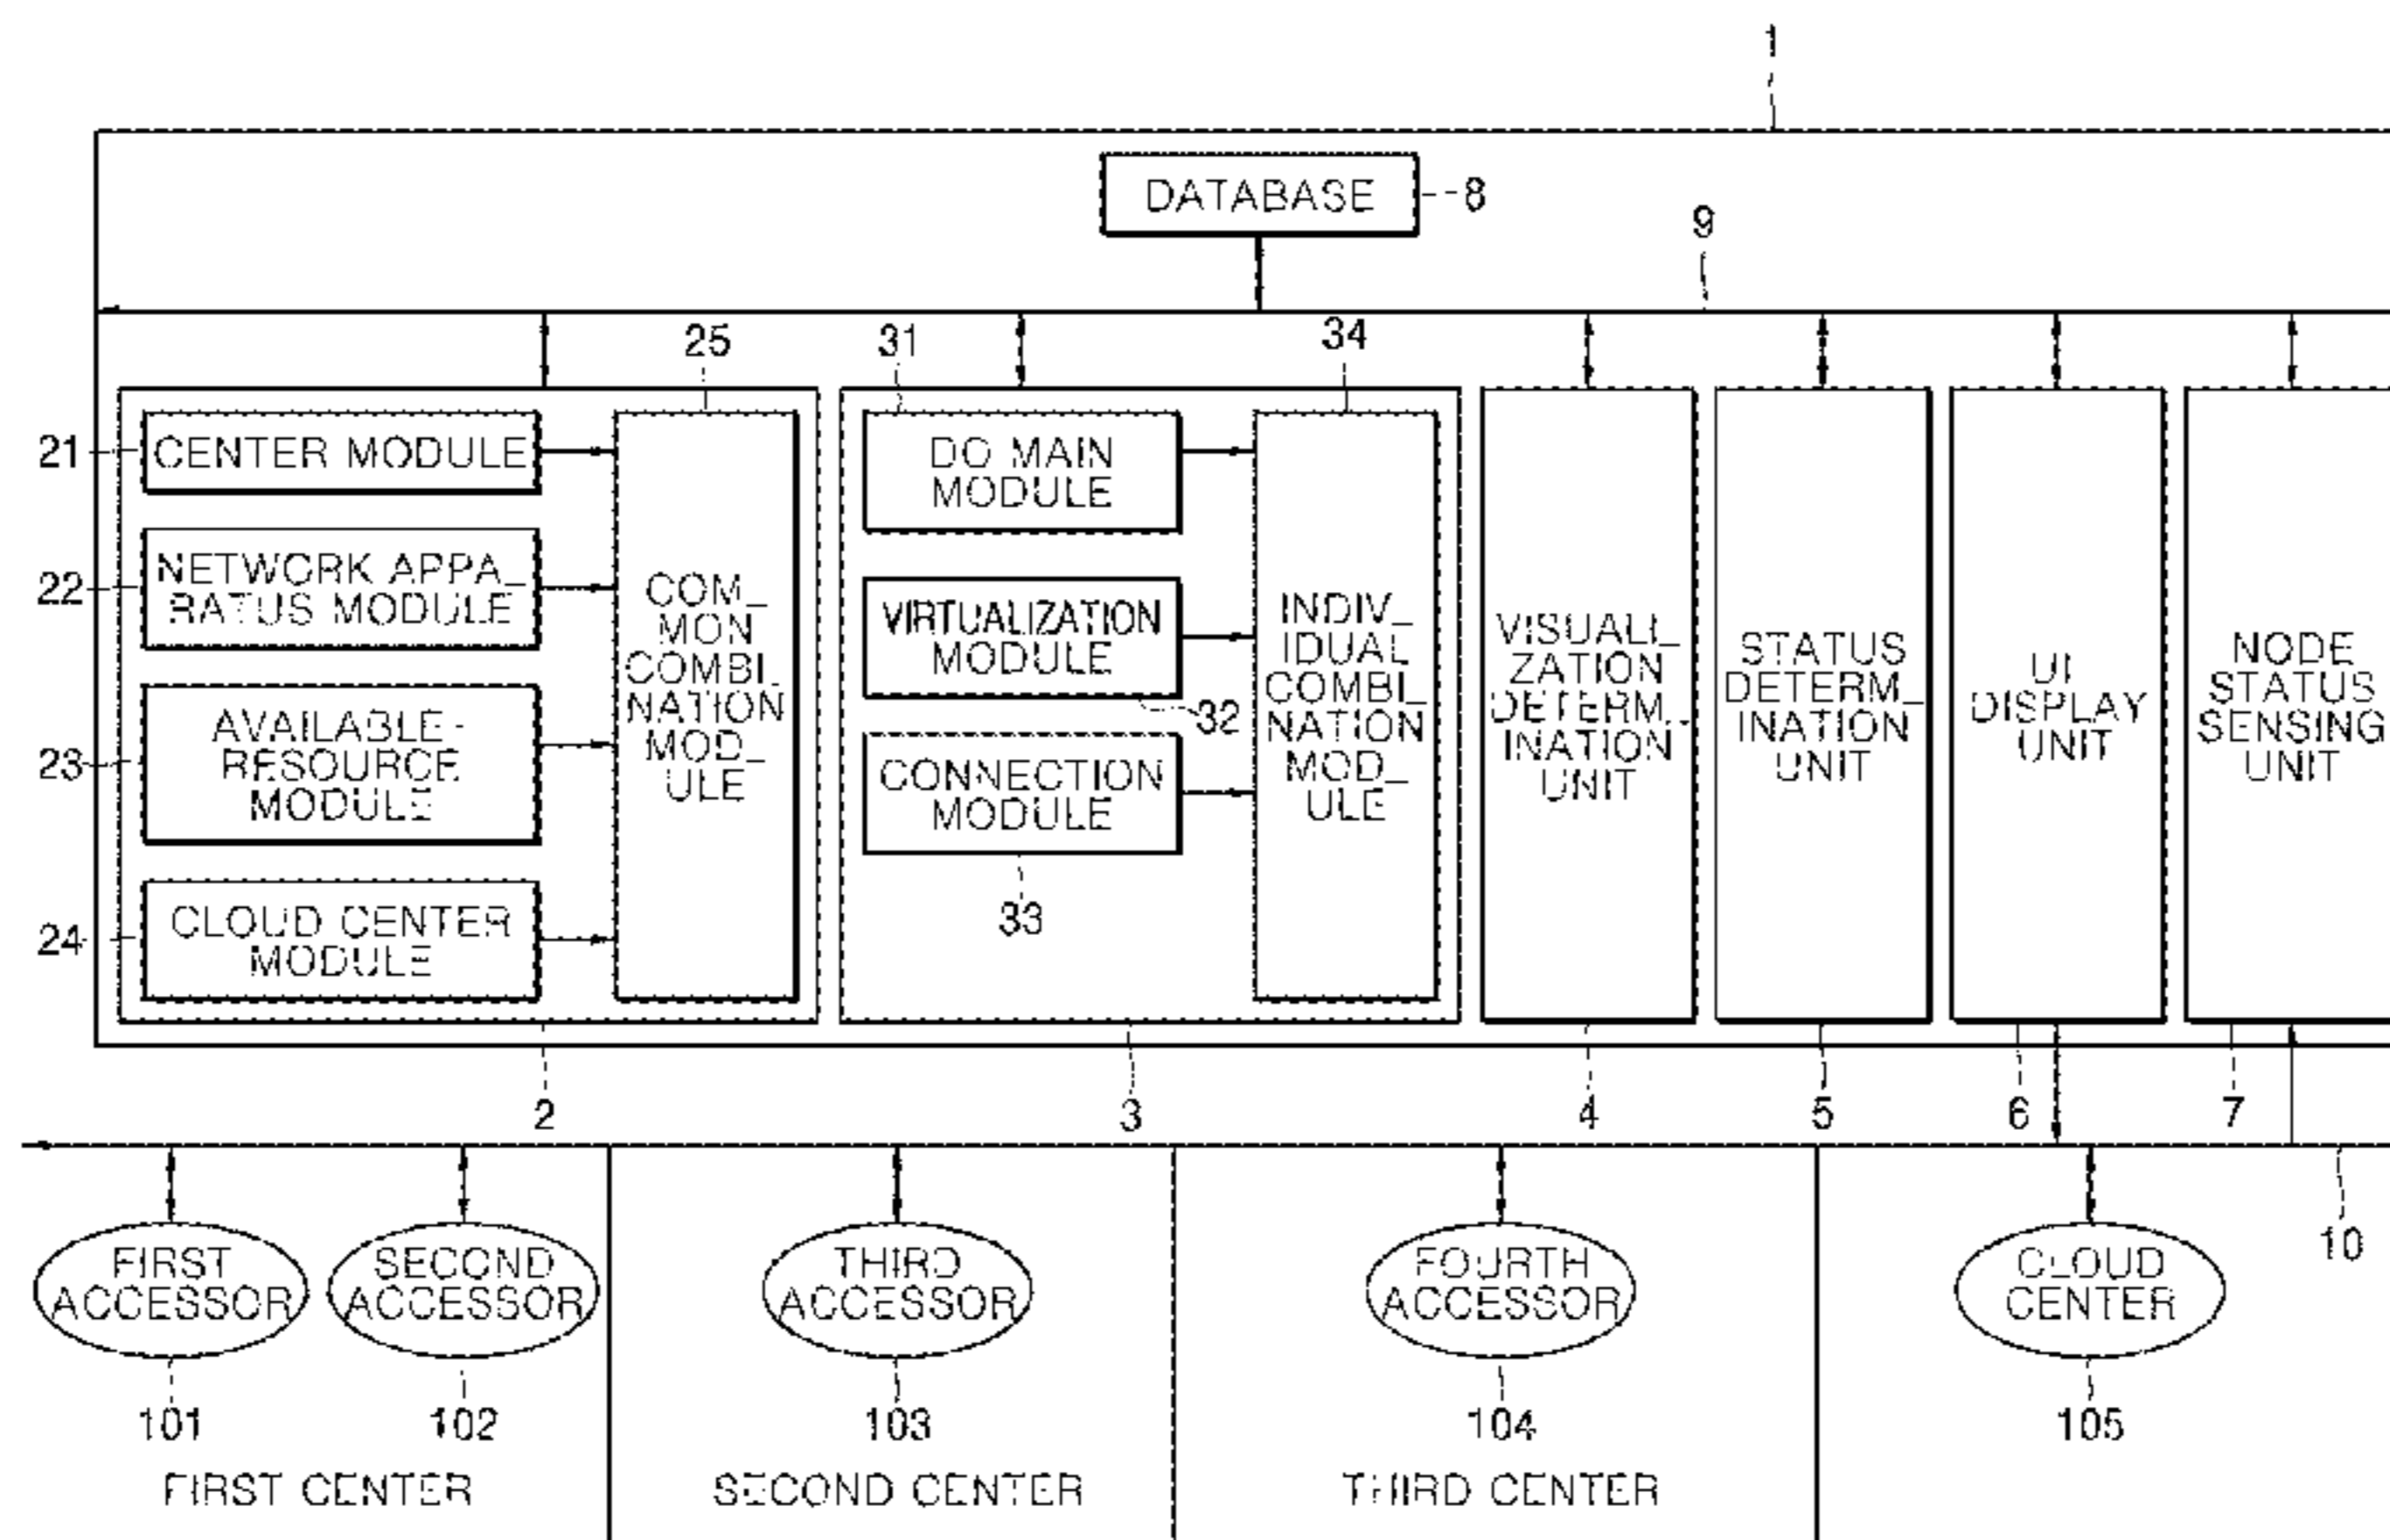 1
DATABASE
8
9
25
31
34
21
CENTER MODULE
22
NETWORK APPA_
RATUS MODULE
23
AVAILABLE-
RESOURCE
MODULE
24
CLOUD CENTER
MODULE
COM_
MON
COMBI_
NATION
MOD_
ULE
DO MAIN
MODULE
VIRTUALIZATION
MODULE
32
CONNECTION
MODULE
33
INDIV_
IDUAL
COMBI_
NATION
MOD_
ULE
VISUALI_
ZATION
DETERM_
INATION
UNIT
STATUS
DETERM_
INATION
UNIT
UI
DISPLAY
UNIT
NODE
STATUS
SENSING
UNIT
2
3
4
5
6
7
10
FIRST
ACCESSOR
SECOND
ACCESSOR
THIRD
ACCESSOR
FOURTH
ACCESSOR
CLOUD
CENTER
101
102
103
104
105
FIRST CENTER
SECOND CENTER
THIRD CENTER